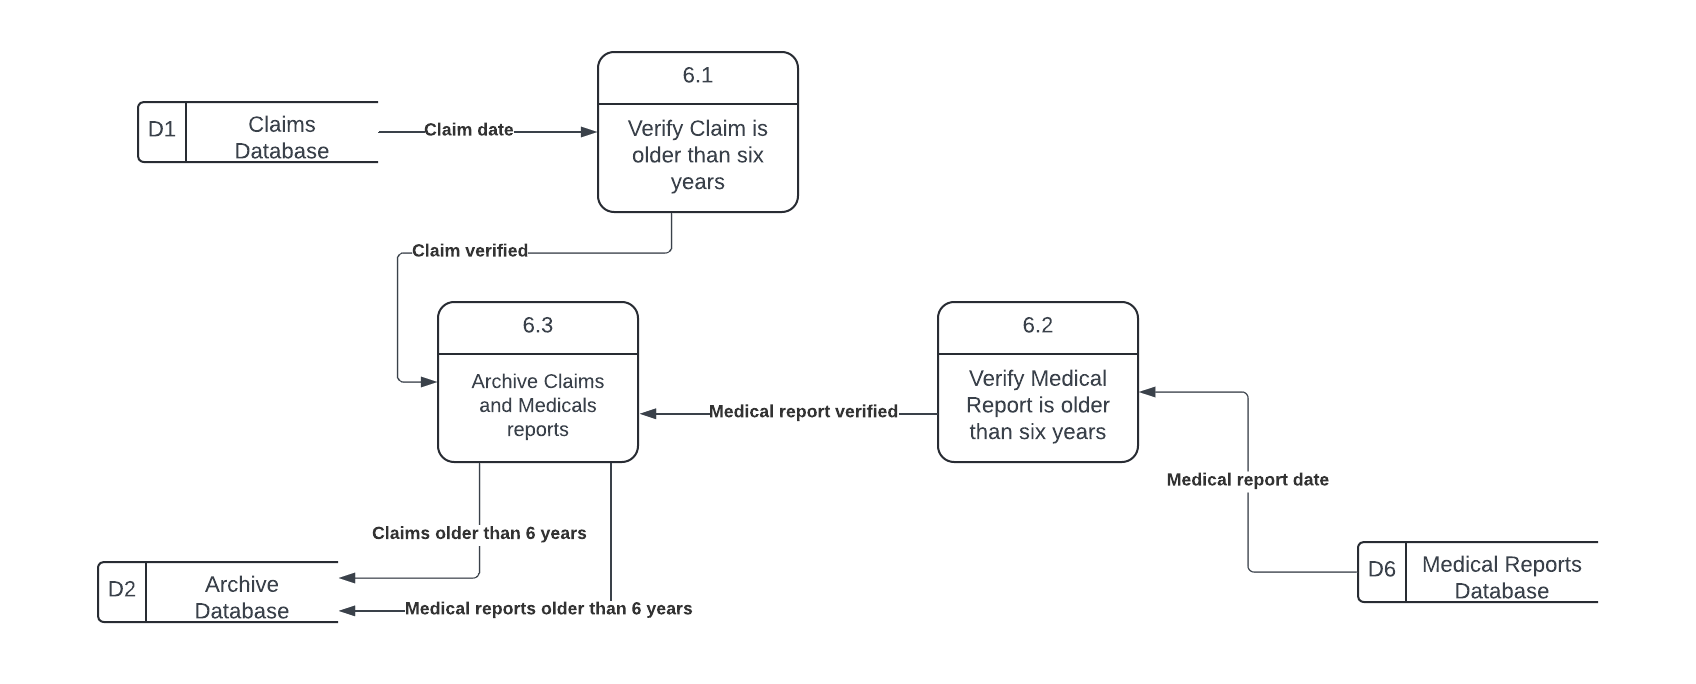 6.1
Verify Claim is
older than six
years
D1
Claims
Database
Claim date
Claim verified
6.3
Archive Claims
and Medicals
reports
6.2
Verify Medical
Report is older
than six years
Medical report verified
Medical report date
Claims older than 6 years
D6
Medical Reports
Database
D2
Archive
Database
Medical reports older than 6 years